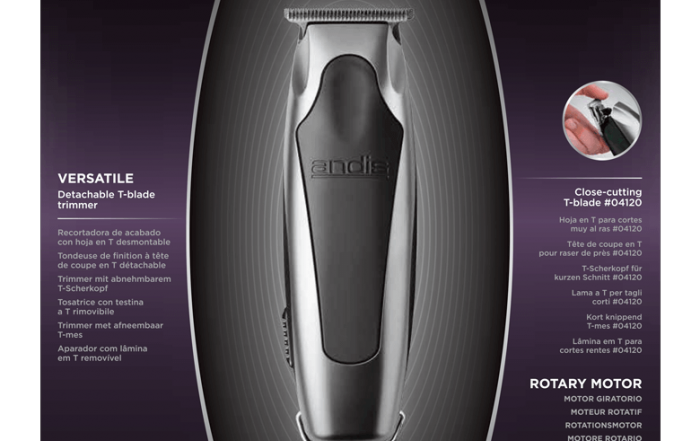 andis
VERSATILE
Detachable T-blade
trimmer
Recortadora de acabado
con hoja en T desmontable
Tondeuse de finition à tête
de coupe en T détachable
Trimmer mit abnehmbarem
T-Scherkopf
Tosatrice con testina
a T rimovibile
Trimmer met afneembaar
T-mes
Aparador com lâmina
em T removível
Close-cutting
T-blade #04120
Hoja en T para cortes
muy al ras #04120
Tête de coupe en T
pour raser de près #04120
T-Scherkopf für
kurzen Schnitt #04120
Lama a T per tagli
corti #04120
Kort knippend
T-mes #04120
Lâmina em T para
cortes rentes #04120
ROTARY MOTOR
MOTOR GIRATORIO
MOTEUR ROTATIF
ROTATIONSMOTOR
MOTORE ROTARIO